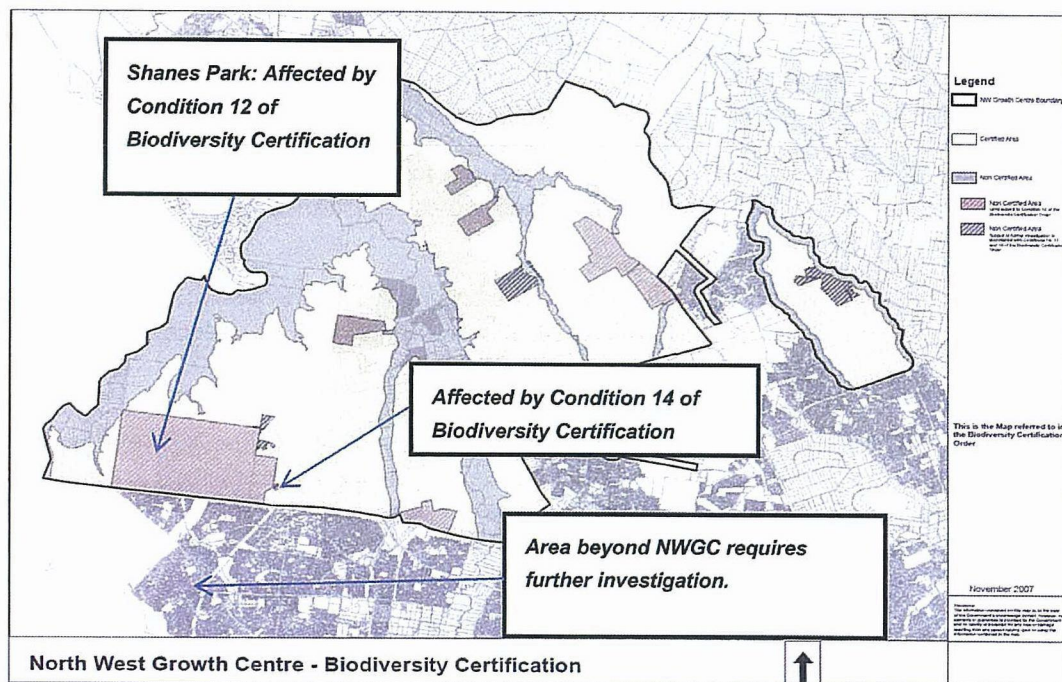 Shanes Park: Affected by
Condition 12 of
Biodiversity Certification
Affected by Condition 14 of
Biodiversity Certification
Area beyond NWGC requires
further investigation.
Legend
NW Growth Centre Boundary
Certified Area
Non Certified Area
Non Certified Area
Non Certified Area
This is the Map referred to in
the Biodiversity Certification
Order
November 2007
North West Growth Centre - Biodiversity Certification